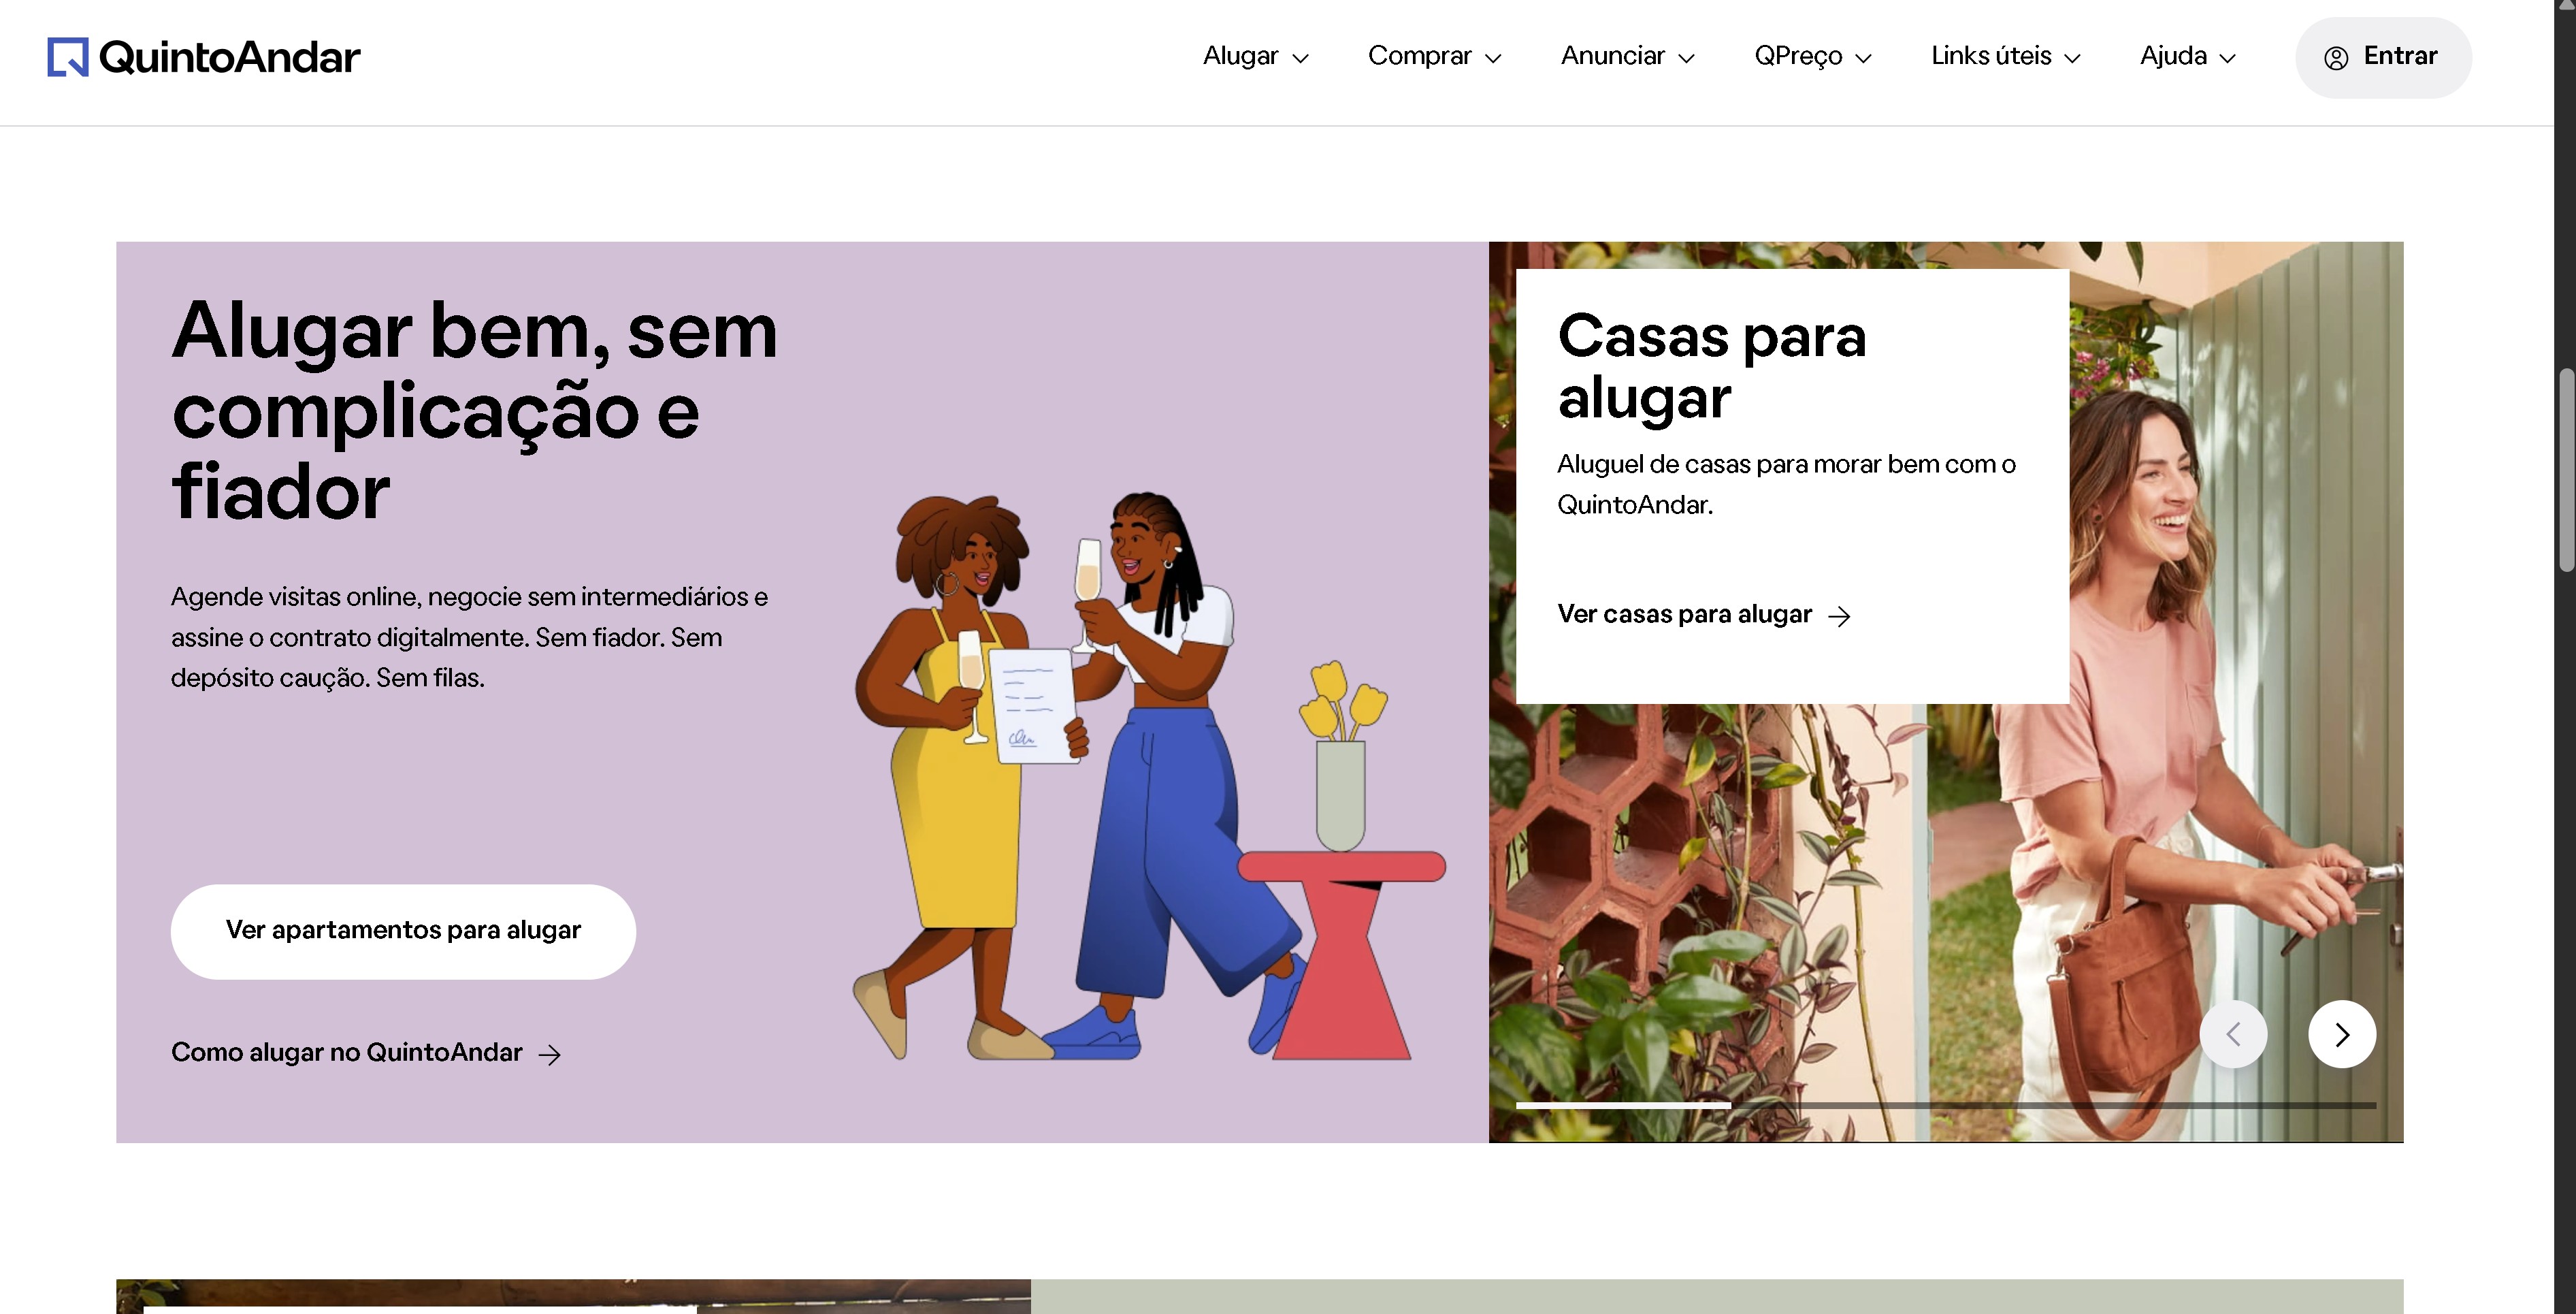 QuintoAndar
Alugar
Comprar
Anunciar
QPreço
Links úteis
Ajuda
Entrar
Alugar bem, sem
complicação e
fiador
Agende visitas online, negocie sem intermediários e
assine o contrato digitalmente. Sem fiador. Sem
depósito caução. Sem filas.
Ver apartamentos para alugar
Como alugar no QuintoAndar
Casas para
alugar
Aluguel de casas para morar bem com o
QuintoAndar.
Ver casas para alugar